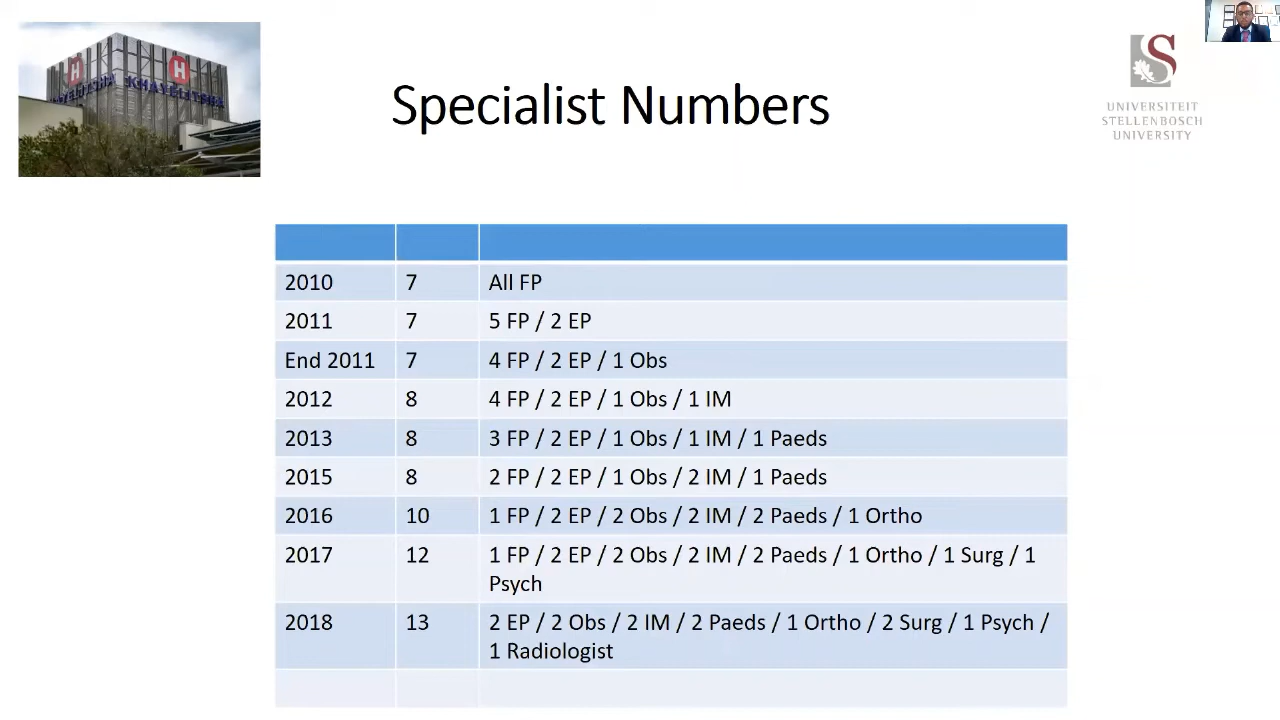 KHAYELITSHA
Specialist Numbers
S
UNIVERSITEIT
STELLENBOSCH
UNIVERSITY
2010 7 All FP
2011 7 5 FP / 2 EP
End 2011 7 4 FP / 2 EP / 1 Obs
2012 8 4 FP / 2 EP / 1 Obs / 1 IM
2013 8 3 FP / 2 EP / 1 Obs / 1 IM / 1 Paeds
2015 8 2 FP / 2 EP / 1 Obs / 2 IM / 1 Paeds
2016 10 1 FP / 2 EP / 2 Obs / 2 IM / 2 Paeds / 1 Ortho
2017 12 1 FP / 2 EP / 2 Obs / 2 IM / 2 Paeds / 1 Ortho / 1 Surg / 1
Psych
2018 13 2 EP / 2 Obs / 2 IM / 2 Paeds / 1 Ortho / 2 Surg / 1 Psych /
1 Radiologist